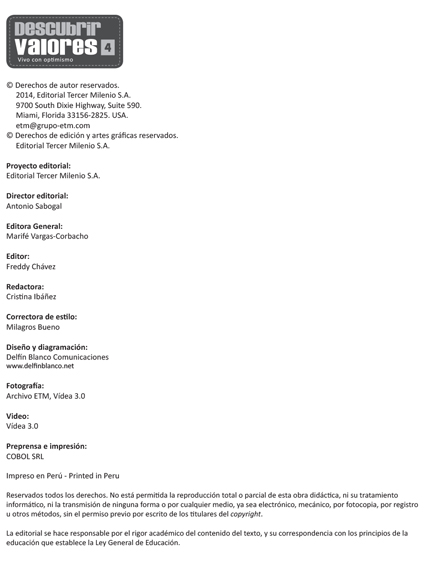 DESCUBRIR
Valores 4
Vivo con optimismo
© Derechos de autor reservados.
2014, Editorial Tercer Milenio S.A.
9700 South Dixie Highway, Suite 590.
Miami, Florida 33156-2825. USA.
etm@grupo-etm.com
© Derechos de edición y artes gráficas reservados.
Editorial Tercer Milenio S.A.
Proyecto editorial:
Editorial Tercer Milenio S.A.
Director editorial:
Antonio Sabogal
Editora General:
Marifé Vargas-Corbacho
Editor:
Freddy Chávez
Redactora:
Cristina Ibáñez
Correctora de estilo:
Milagros Bueno
Diseño y diagramación:
Delfín Blanco Comunicaciones
www.delfinblanco.net
Fotografía:
Archivo ETM, Vídea 3.0
Video:
Vídea 3.0
Preprensa e impresión:
COBOL SRL
Impreso en Perú - Printed in Peru
Reservados todos los derechos. No está permitida la reproducción total o parcial de esta obra didáctica, ni su tratamiento
informático, ni la transmisión de ninguna forma o por cualquier medio, ya sea electrónico, mecánico, por fotocopia, por registro
u otros métodos, sin el permiso previo por escrito de los titulares del copyright.
La editorial se hace responsable por el rigor académico del contenido del texto, y su correspondencia con los principios de la
educación que establece la Ley General de Educación.